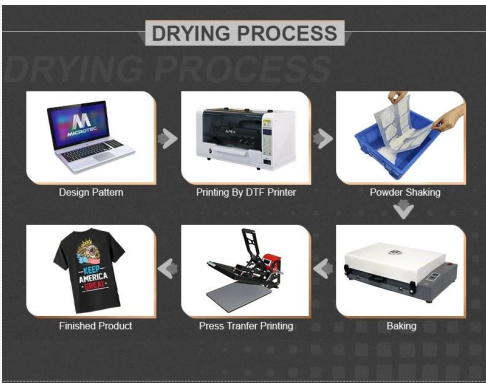 DRYING PROCESS
DRYING PROCESS
MICROTEC
Design Pattern
Printing By DTF Printer
Powder Shaking
KEEP
AMERICA
GREAT
Finished Product
Press Tranfer Printing
Baking